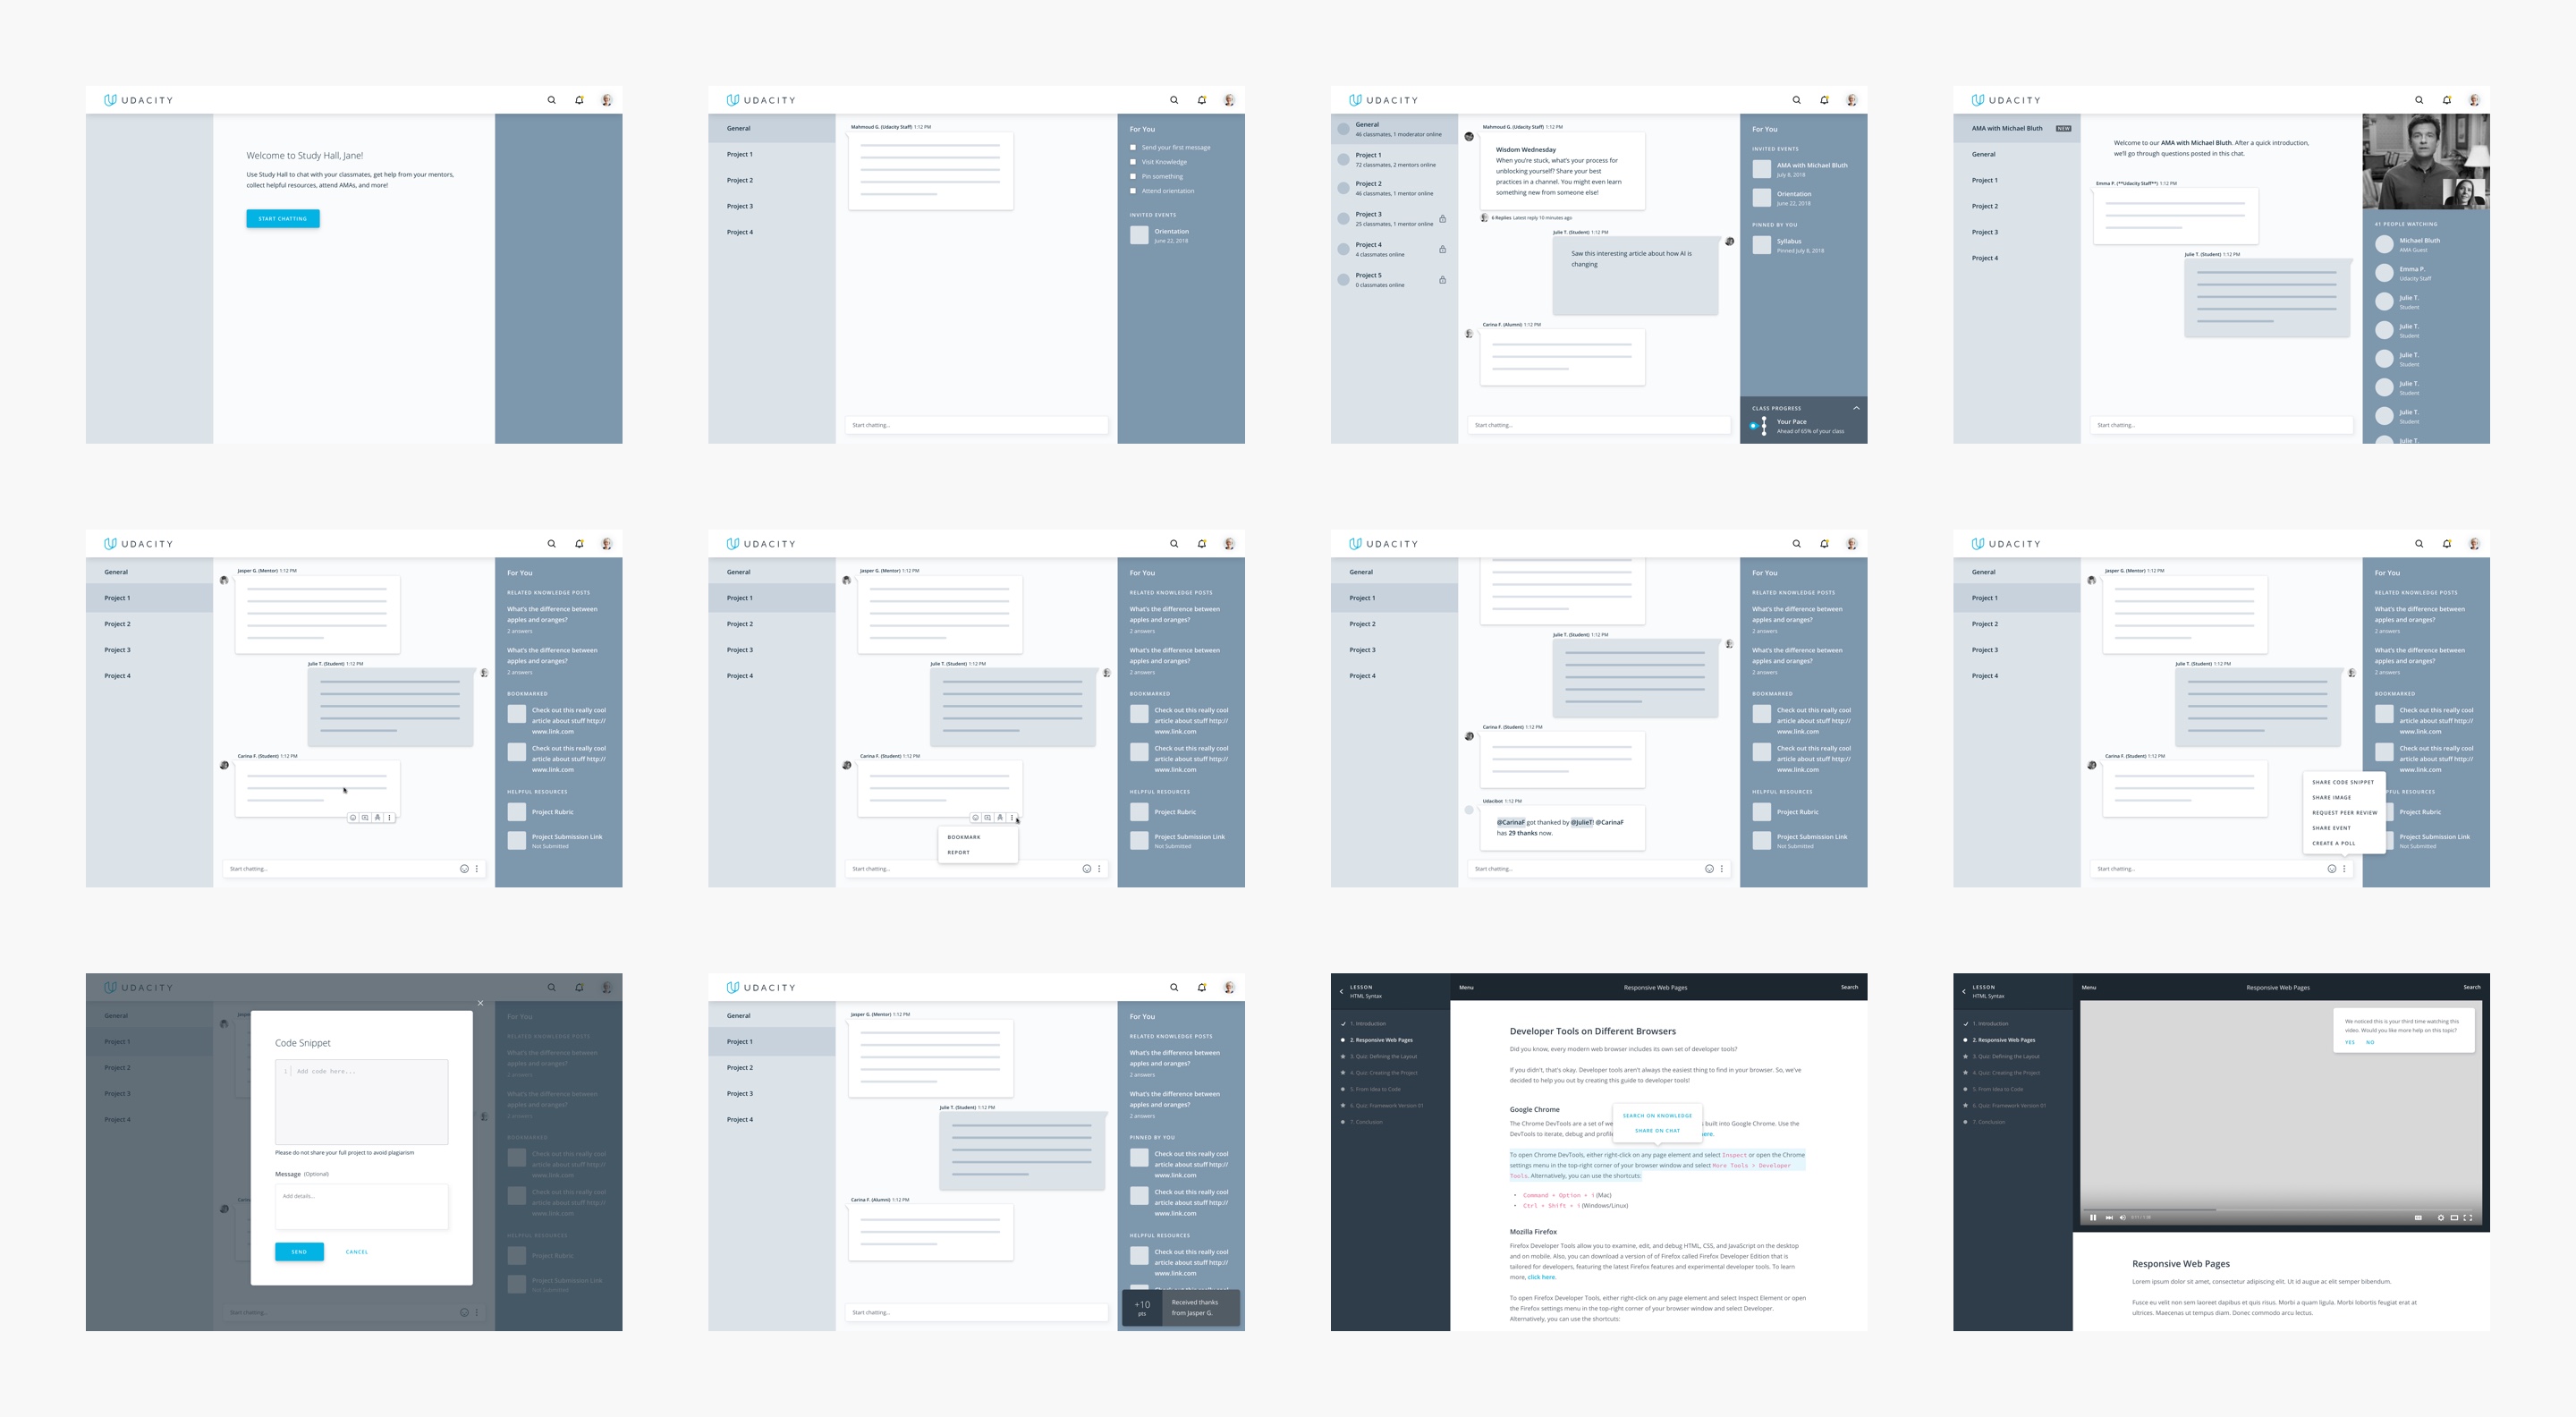 UDACITY
Welcome to Study Hall, Jane!
Use Study Hall to chat with your classmates, get help from your mentors,
collect helpful resources, attend AMAs, and more!
START CHATTING
UDACITY
General
Project 1
Project 2
Project 3
Project 4
Mahmoud G. (Udacity Staff) 1:12 PM
Start chatting...
For You
Send your first message
Visit Knowledge
Pin something
Attend orientation
INVITED EVENTS
Orientation
June 22, 2018
UDACITY
General
46 classmates, 1 moderator online
Project 1
72 classmates, 2 mentors online
Project 2
46 classmates, 1 mentor online
Project 3
25 classmates, 1 mentor online
Project 4
4 classmates online
Project 5
0 classmates online
Mahmoud G. (Udacity Staff) 1:12 PM
Wisdom Wednesday
When you're stuck, what's your process for
unblocking yourself? Share your best
practices in a channel. You might even learn
something new from someone else!
6 Replies Latest reply 10 minutes ago
Julie T. (Student) 1:12 PM
Saw this interesting article about how AI is
changing
Carina F. (Alumni) 1:12 PM
Start chatting...
For You
INVITED EVENTS
AMA with Michael Bluth
July 8, 2018
Orientation
June 22, 2018
PINNED BY YOU
Syllabus
Pinned July 8, 2018
CLASS PROGRESS
Your Pace
Ahead of 65% of your class
UDACITY
AMA with Michael Bluth NEW
General
Project 1
Project 2
Project 3
Project 4
Welcome to our AMA with Michael Bluth. After a quick introduction,
we'll go through questions posted in this chat.
Emma P. (**Udacity Staff**) 1:12 PM
Julie T. (Student) 1:12 PM
Start chatting...
41 PEOPLE WATCHING
Michael Bluth
AMA Guest
Emma P.
Udacity Staff
Julie T.
Student
Julie T.
Student
Julie T.
Student
Julie T.
Student
Julie T.
Student
Julie T.
UDACITY
General
Project 1
Project 2
Project 3
Project 4
Jasper G. (Mentor) 1:12 PM
Julie T. (Student) 1:12 PM
Carina F. (Student) 1:12 PM
Start chatting...
For You
RELATED KNOWLEDGE POSTS
What's the difference between
apples and oranges?
2 answers
What's the difference between
apples and oranges?
2 answers
BOOKMARKED
Check out this really cool
article about stuff http://
www.link.com
Check out this really cool
article about stuff http://
www.link.com
HELPFUL RESOURCES
Project Rubric
Project Submission Link
Not Submitted
UDACITY
General
Project 1
Project 2
Project 3
Project 4
Jasper G. (Mentor) 1:12 PM
Julie T. (Student) 1:12 PM
Carina F. (Student) 1:12 PM
BOOKMARK
REPORT
Start chatting...
For You
RELATED KNOWLEDGE POSTS
What's the difference between
apples and oranges?
2 answers
What's the difference between
apples and oranges?
2 answers
BOOKMARKED
Check out this really cool
article about stuff http://
www.link.com
Check out this really cool
article about stuff http://
www.link.com
HELPFUL RESOURCES
Project Rubric
Project Submission Link
Not Submitted
UDACITY
General
Project 1
Project 2
Project 3
Project 4
Julie T. (Student) 1:12 PM
Carina F. (Student) 1:12 PM
Udacibot 1:12 PM
@CarinaF got thanked by @JulieT! @CarinaF
has 29 thanks now.
Start chatting...
For You
RELATED KNOWLEDGE POSTS
What's the difference between
apples and oranges?
2 answers
What's the difference between
apples and oranges?
2 answers
BOOKMARKED
Check out this really cool
article about stuff http://
www.link.com
Check out this really cool
article about stuff http://
www.link.com
HELPFUL RESOURCES
Project Rubric
Project Submission Link
Not Submitted
UDACITY
General
Project 1
Project 2
Project 3
Project 4
Jasper G. (Mentor) 1:12 PM
Julie T. (Student) 1:12 PM
Carina F. (Student) 1:12 PM
SHARE CODE SNIPPET
SHARE IMAGE
REQUEST PEER REVIEW
SHARE EVENT
CREATE A POLL
Start chatting...
For You
RELATED KNOWLEDGE POSTS
What's the difference between
apples and oranges?
2 answers
What's the difference between
apples and oranges?
2 answers
BOOKMARKED
Check out this really cool
article about stuff http://
www.link.com
Check out this really cool
article about stuff http://
www.link.com
PFUL RESOURCES
Project Rubric
Project Submission Link
Not Submitted
UDACITY
General
Project 1
Project 2
Project 3
Project 4
Code Snippet
1 Add code here...
Please do not share your full project to avoid plagiarism
Message (Optional)
Add details...
SEND
CANCEL
Start chatting...
For You
RELATED KNOWLEDGE POSTS
What's the difference between
apples and oranges?
2 answers
What's the difference between
apples and oranges?
2 answers
BOOKMARKED
Check out this really cool
article about stuff http://
www.link.com
Check out this really cool
article about stuff http://
www.link.com
HELPFUL RESOURCES
Project Rubric
Project Submission Link
Not Submitted
UDACITY
General
Project 1
Project 2
Project 3
Project 4
Jasper G. (Mentor) 1:12 PM
Julie T. (Student) 1:12 PM
Carina F. (Alumni) 1:12 PM
Start chatting...
For You
RELATED KNOWLEDGE POSTS
What's the difference between
apples and oranges?
2 answers
What's the difference between
apples and oranges?
2 answers
PINNED BY YOU
Check out this really cool
article about stuff http://
www.link.com
Check out this really cool
article about stuff http://
www.link.com
HELPFUL RESOURCES
Check out this really cool
article about stuff http://
www.link.com
+10
pts
Received thanks
from Jasper G.
LESSON
HTML Syntax
1. Introduction
2. Responsive Web Pages
3. Quiz: Defining the Layout
4. Quiz: Creating the Project
5. From Idea to Code
6. Quiz: Framework Version 01
7. Conclusion
Menu
Responsive Web Pages
Search
Developer Tools on Different Browsers
Did you know, every modern web browser includes its own set of developer tools?
If you didn't, that's okay. Developer tools aren't always the easiest thing to find in your browser. So, we've
decided to help you out by creating this guide to developer tools!
Google Chrome
SEARCH ON KNOWLEDGE
SHARE ON CHAT
The Chrome DevTools are a set of we s built into Google Chrome. Use the
DevTools to iterate, debug and profile ere.
To open Chrome DevTools, either right-click on any page element and select Inspect or open the Chrome
settings menu in the top-right corner of your browser window and select More Tools > Developer
Tools. Alternatively, you can use the shortcuts:
• Command + Option + i (Mac)
• Ctrl + Shift + i (Windows/Linux)
Mozilla Firefox
Firefox Developer Tools allow you to examine, edit, and debug HTML, CSS, and JavaScript on the desktop
and on mobile. Also, you can download a version of of Firefox called Firefox Developer Edition that is
tailored for developers, featuring the latest Firefox features and experimental developer tools. To learn
more, click here.
To open Firefox Developer Tools, either right-click on any page element and select Inspect Element or open
the Firefox settings menu in the top-right corner of your browser window and select Developer.
Alternatively, you can use the shortcuts:
LESSON
HTML Syntax
1. Introduction
2. Responsive Web Pages
3. Quiz: Defining the Layout
4. Quiz: Creating the Project
5. From Idea to Code
6. Quiz: Framework Version 01
7. Conclusion
Menu
Responsive Web Pages
Search
We noticed this is your third time watching this
video. Would you like more help on this topic?
YES NO
Responsive Web Pages
Lorem ipsum dolor sit amet, consectetur adipiscing elit. Ut id augue ac elit semper bibendum.
Fusce eu velit non sem laoreet dapibus et quis risus. Morbi a quam ligula. Morbi lobortis feugiat erat at
ultrices. Maecenas ut tempus diam. Donec commodo arcu lectus.